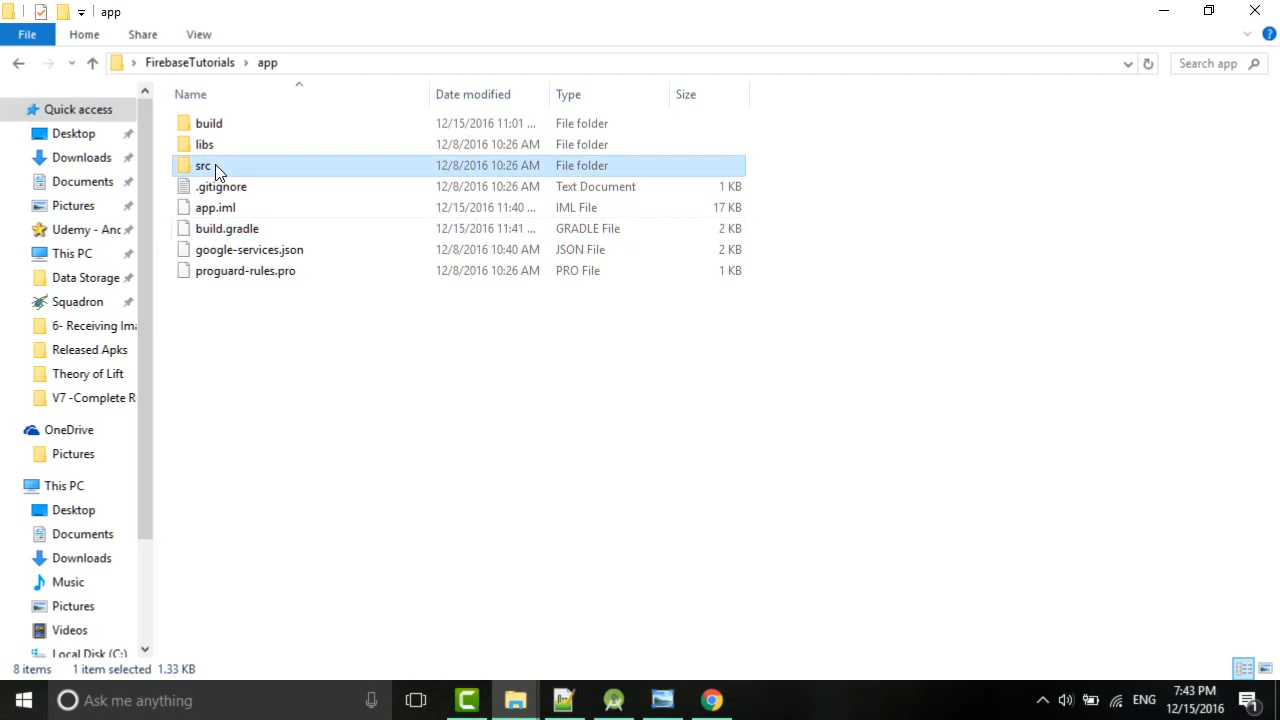 app
File Home Share View
FirebaseTutorials app Search app
Name Date modified Type Size
Quick access
Desktop
Downloads
Documents
Pictures
Udemy - Anc
This PC
Data Storage
Squadron
6- Receiving Ima
Released Apks
Theory of Lift
V7 -Complete R
OneDrive
Pictures
This PC
Desktop
Documents
Downloads
Music
Pictures
Videos
Local Disk (C:)
build 12/15/2016 11:01 ... File folder
libs 12/8/2016 10:26 AM File folder
src 12/8/2016 10:26 AM File folder
.gitignore 12/8/2016 10:26 AM Text Document 1 KB
app.iml 12/15/2016 11:40 ... IML File 17 KB
build.gradle 12/15/2016 11:41 ... GRADLE File 2 KB
google-services.json 12/8/2016 10:40 AM JSON File 2 KB
proguard-rules.pro 12/8/2016 10:26 AM PRO File 1 KB
8 items 1 item selected 1.33 KB
Ask me anything ENG 7:43 PM
12/15/2016 1